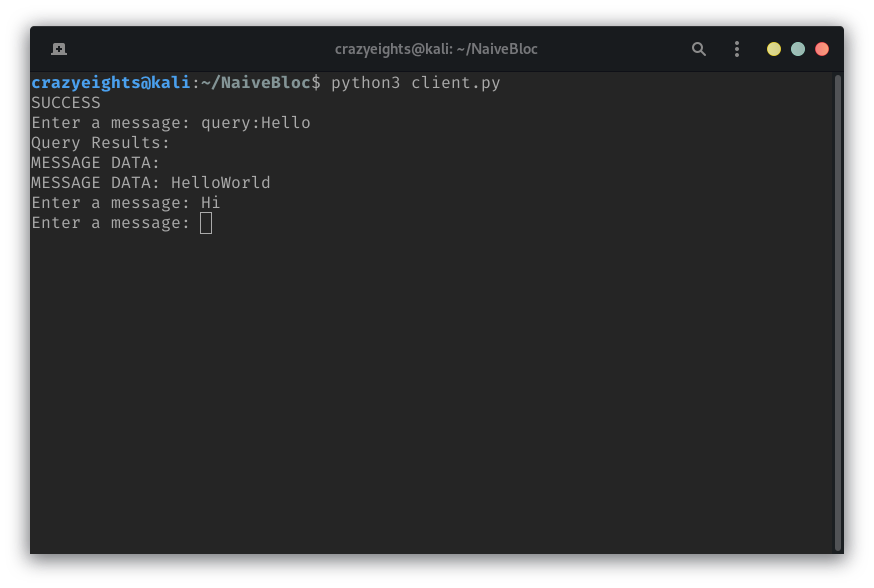 crazyeights@kali: ~/NaiveBloc
crazyeights@kali:~/NaiveBloc$ python3 client.py
SUCCESS
Enter a message: query:Hello
Query Results:
MESSAGE DATA:
MESSAGE DATA: HelloWorld
Enter a message: Hi
Enter a message: